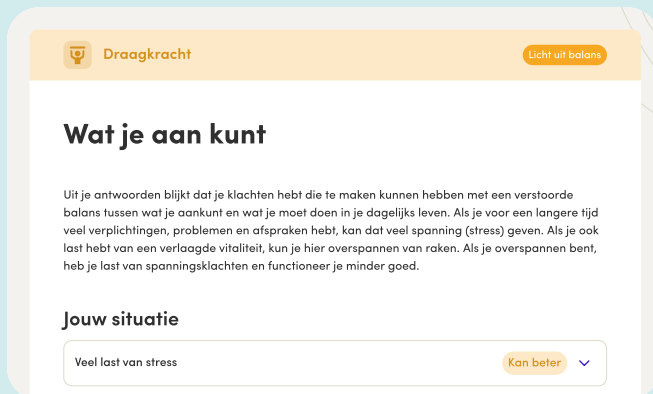 Draagkracht
Licht uit balans
Wat je aan kunt
Uit je antwoorden blijkt dat je klachten hebt die te maken kunnen hebben met een verstoorde
balans tussen wat je aankunt en wat je moet doen in je dagelijks leven. Als je voor een langere tijd
veel verplichtingen, problemen en afspraken hebt, kan dat veel spanning (stress) geven. Als je ook
last hebt van een verlaagde vitaliteit, kun je hier overspannen van raken. Als je overspannen bent,
heb je last van spanningsklachten en functioneer je minder goed.
Jouw situatie
Veel last van stress
Kan beter